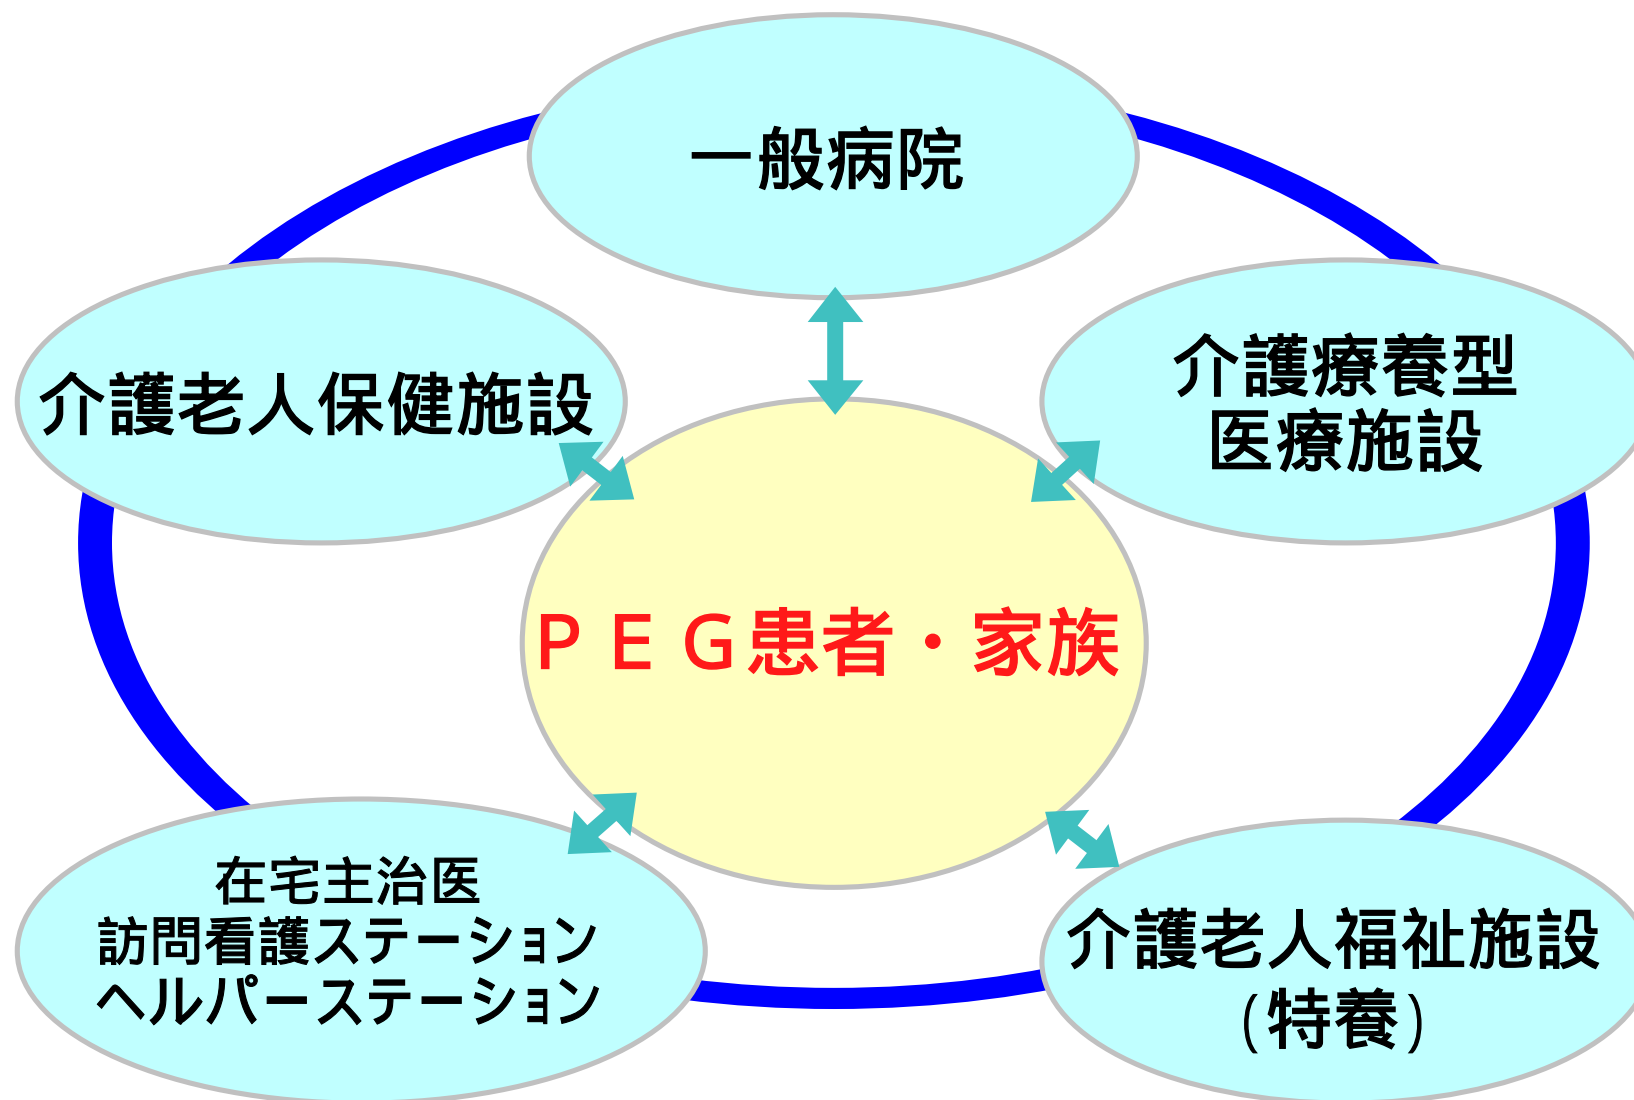 一般病院
介護老人保健施設
介護療養型
医療施設
ＰＥＧ患者・家族
在宅主治医
訪問看護ステーション
ヘルパーステーション
介護老人福祉施設
(特養)